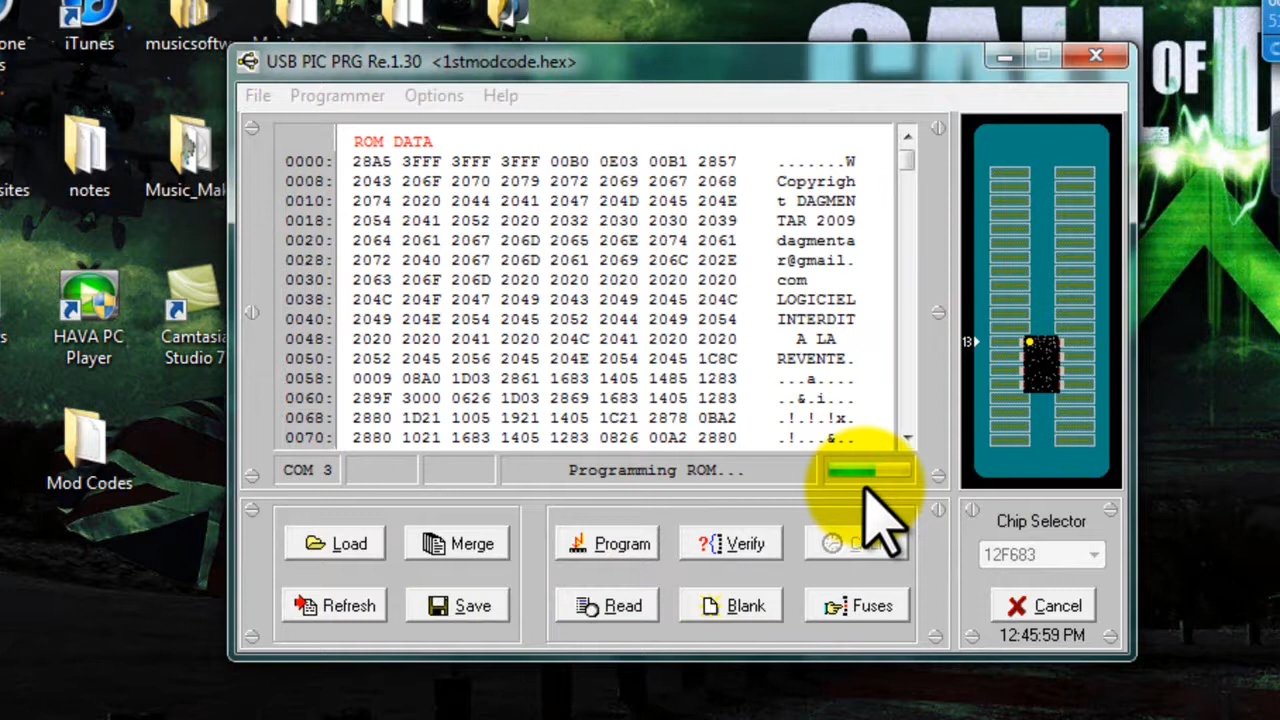 iTunes
musicsoftw
notes
Music_Mak
sites
HAVA PC
Player
Camtasia
Studio 7
Mod Codes
CALL OF
USB PIC PRG Re.1.30 <1stmodcode.hex>
File Programmer Options Help
ROM DATA
0000: 28A5 3FFF 3FFF 3FFF 00B0 0E03 00B1 2857 .......W
0008: 2043 206F 2070 2079 2072 2069 2067 2068 Copyrigh
0010: 2074 2020 2044 2041 2047 204D 2045 204E t DAGMEN
0018: 2054 2041 2052 2020 2032 2030 2030 2039 TAR 2009
0020: 2064 2061 2067 206D 2065 206E 2074 2061 dagmenta
0028: 2072 2040 2067 206D 2061 2069 206C 202E r@gmail.
0030: 2063 206F 206D 2020 2020 2020 2020 2020 com
0038: 204C 204F 2047 2049 2043 2049 2045 204C LOGICIEL
0040: 2049 204E 2054 2045 2052 2044 2049 2054 INTERDIT
0048: 2020 2020 2041 2020 204C 2041 2020 2020 A LA
0050: 2052 2045 2056 2045 204E 2054 2045 1C8C REVENTE.
0058: 0009 08A0 1D03 2861 1683 1405 1485 1283 ...a....
0060: 289F 3000 0626 1D03 2869 1683 1405 1283 ..&.i...
0068: 2880 1D21 1005 1921 1405 1C21 2878 0BA2 .!.!.!x.
0070: 2880 1021 1683 1405 1283 0826 00A2 2880 .!...&..
COM 3
Programming ROM...
Load
Merge
Program
Verify
Refresh
Save
Read
Blank
Fuses
13
Chip Selector
12F683
Cancel
12:45:59 PM